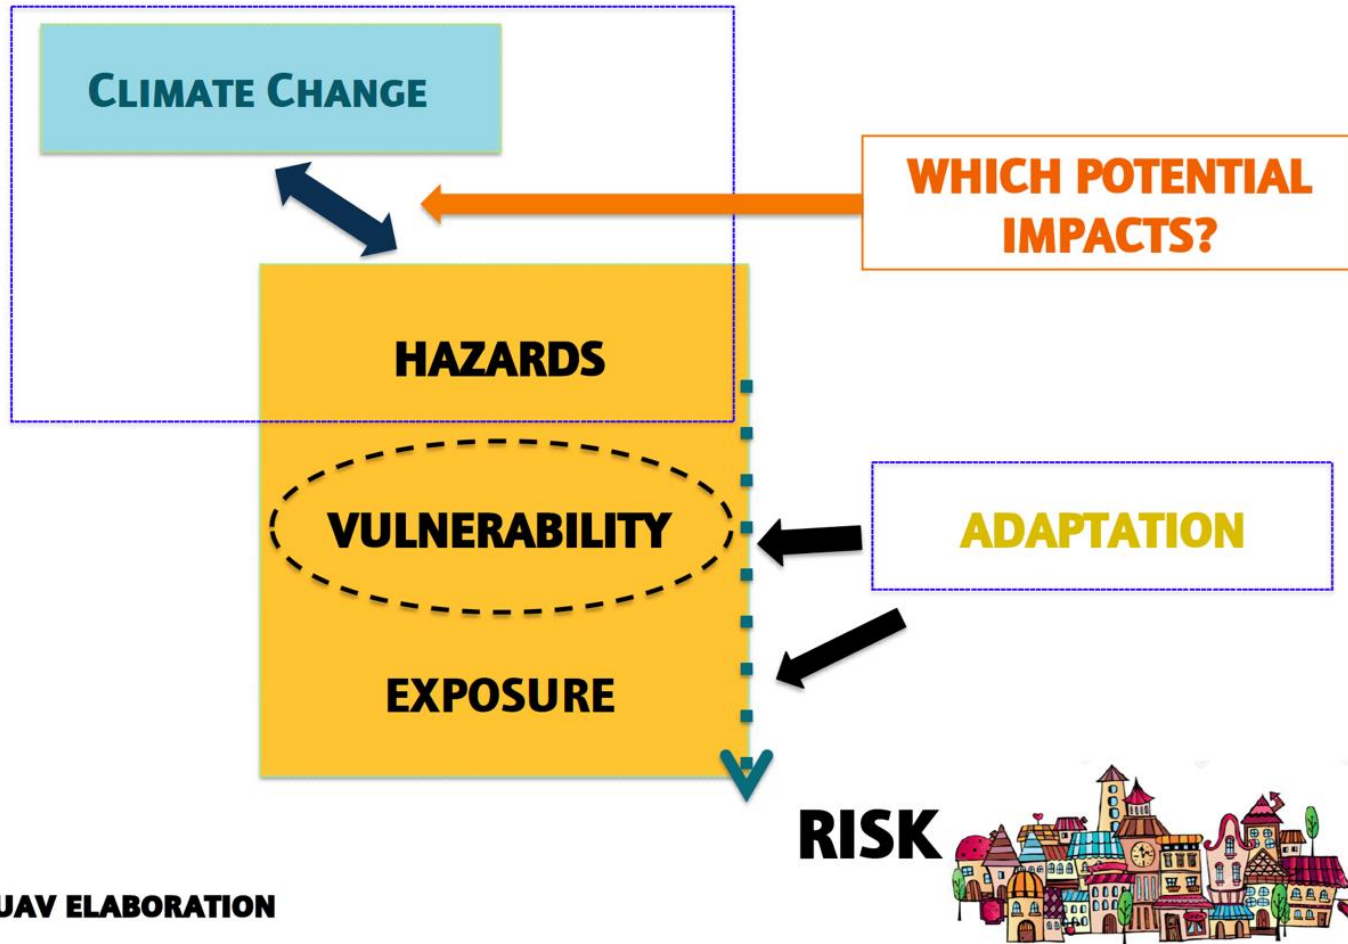 CLIMATE CHANGE
WHICH POTENTIAL
IMPACTS?
HAZARDS
VULNERABILITY
ADAPTATION
EXPOSURE
RISK
UAV ELABORATION